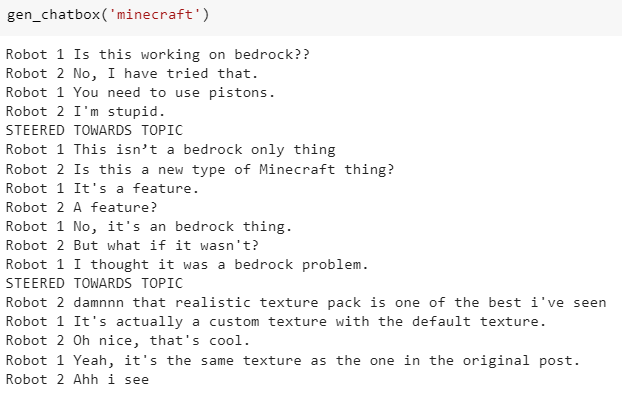 gen_chatbox('minecraft')
Robot 1 Is this working on bedrock??
Robot 2 No, I have tried that.
Robot 1 You need to use pistons.
Robot 2 I'm stupid.
STEERED TOWARDS TOPIC
Robot 1 This isn’t a bedrock only thing
Robot 2 Is this a new type of Minecraft thing?
Robot 1 It's a feature.
Robot 2 A feature?
Robot 1 No, it's an bedrock thing.
Robot 2 But what if it wasn't?
Robot 1 I thought it was a bedrock problem.
STEERED TOWARDS TOPIC
Robot 2 damnnn that realistic texture pack is one of the best i've seen
Robot 1 It's actually a custom texture with the default texture.
Robot 2 Oh nice, that's cool.
Robot 1 Yeah, it's the same texture as the one in the original post.
Robot 2 Ahh i see